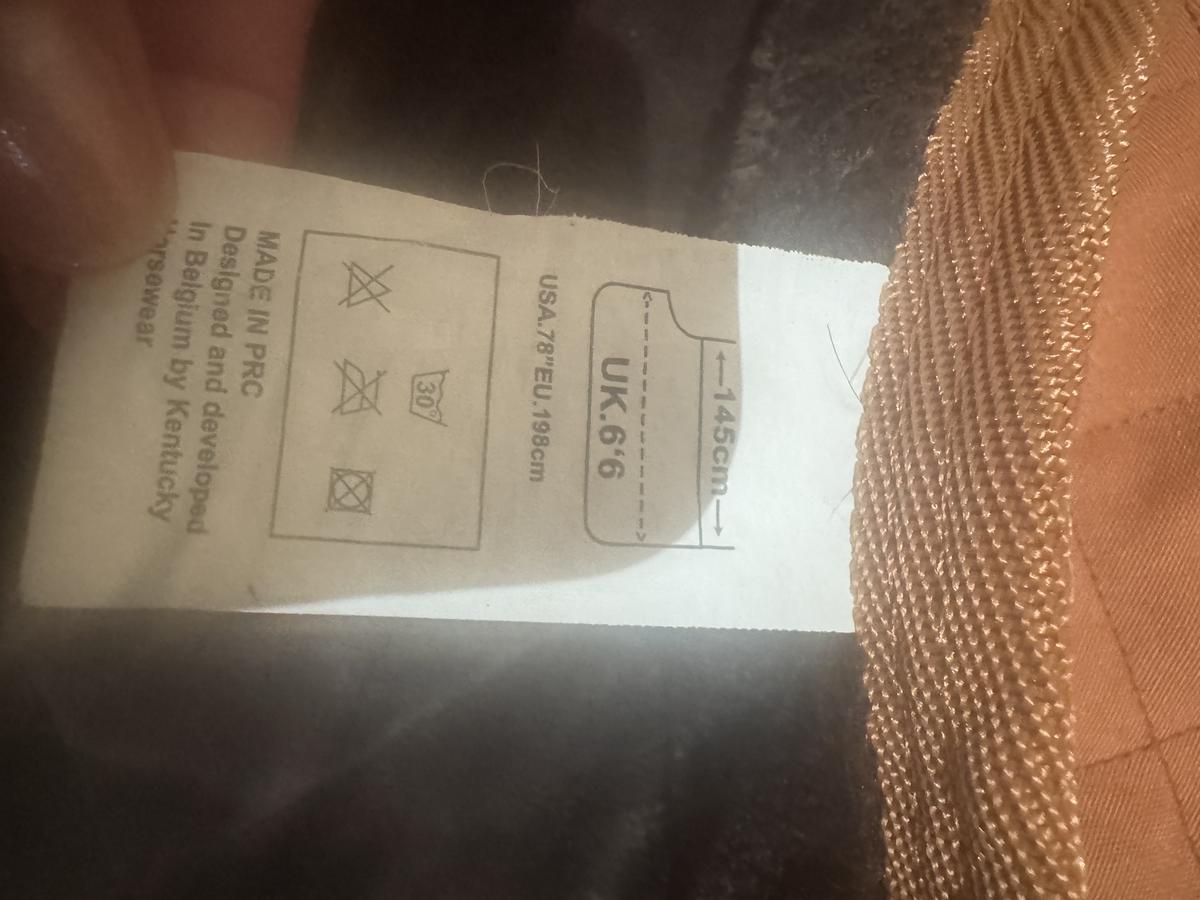 ←145cm→
UK.6'6
USA.78"EU.198cm
30°
MADE IN PRC
Designed and developed
In Belgium by Kentucky